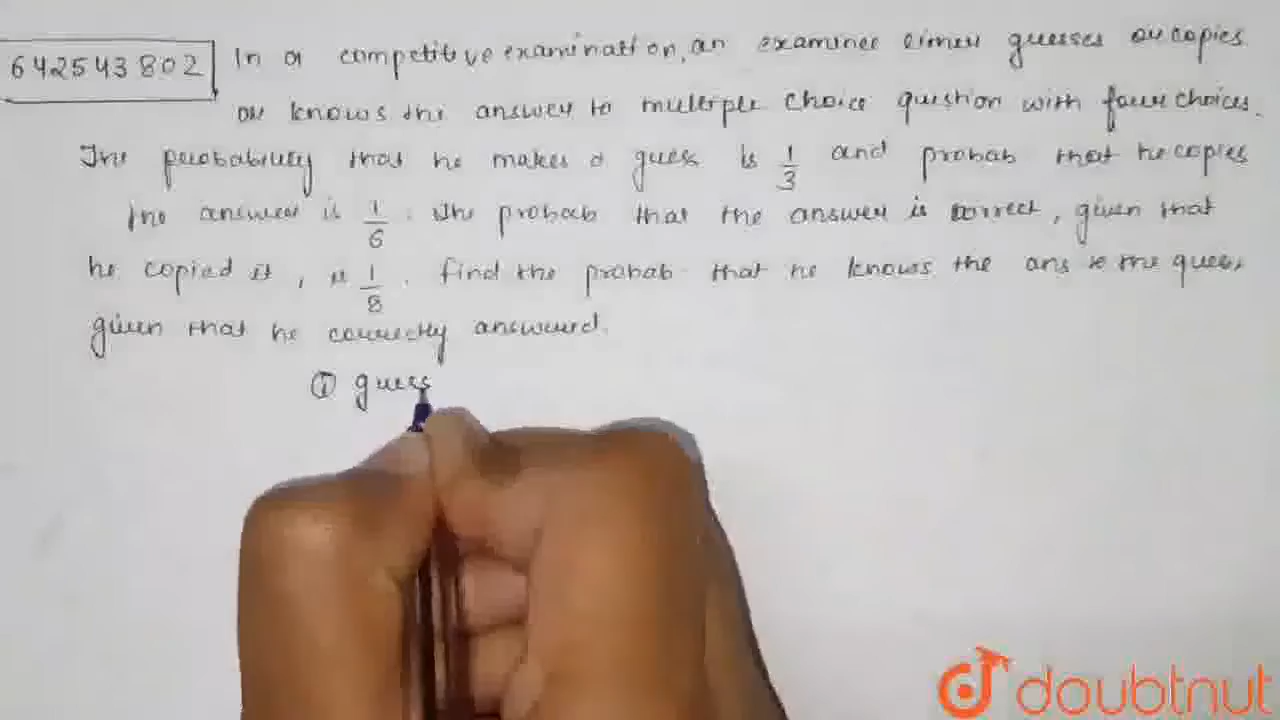 642543802
In a competitive examination, an examinee either guesses or copies
or knows the answer to multiple choice question with four choices.
The probability that he makes a guess is 1/3 and probab that he copies
the answer is 1/6. The probab that the answer is correct, given that
he copied it, is 1/8. find the probab that he knows the ans to the ques,
given that he correctly answered.
① guess
doubtnut